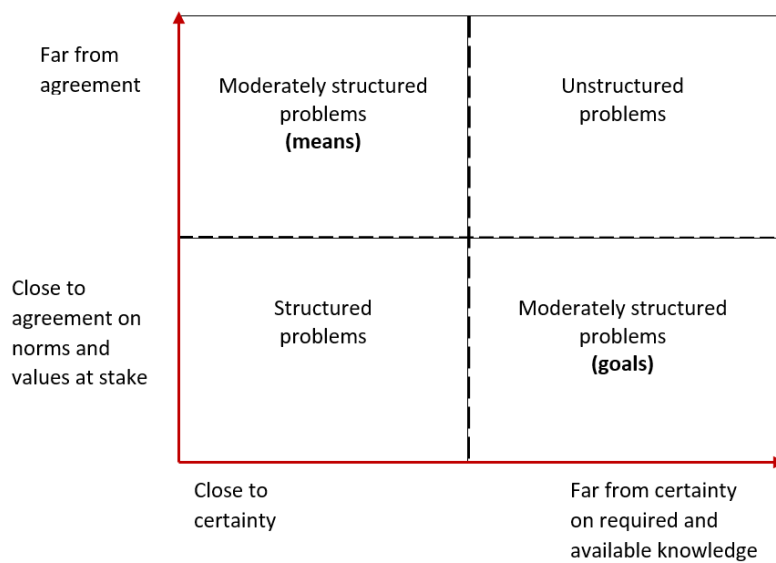 Far from
agreement
Moderately structured
problems
(means)
Unstructured
problems
Close to
agreement on
norms and
values at stake
Structured
problems
Moderately structured
problems
(goals)
Close to
certainty
Far from certainty
on required and
available knowledge